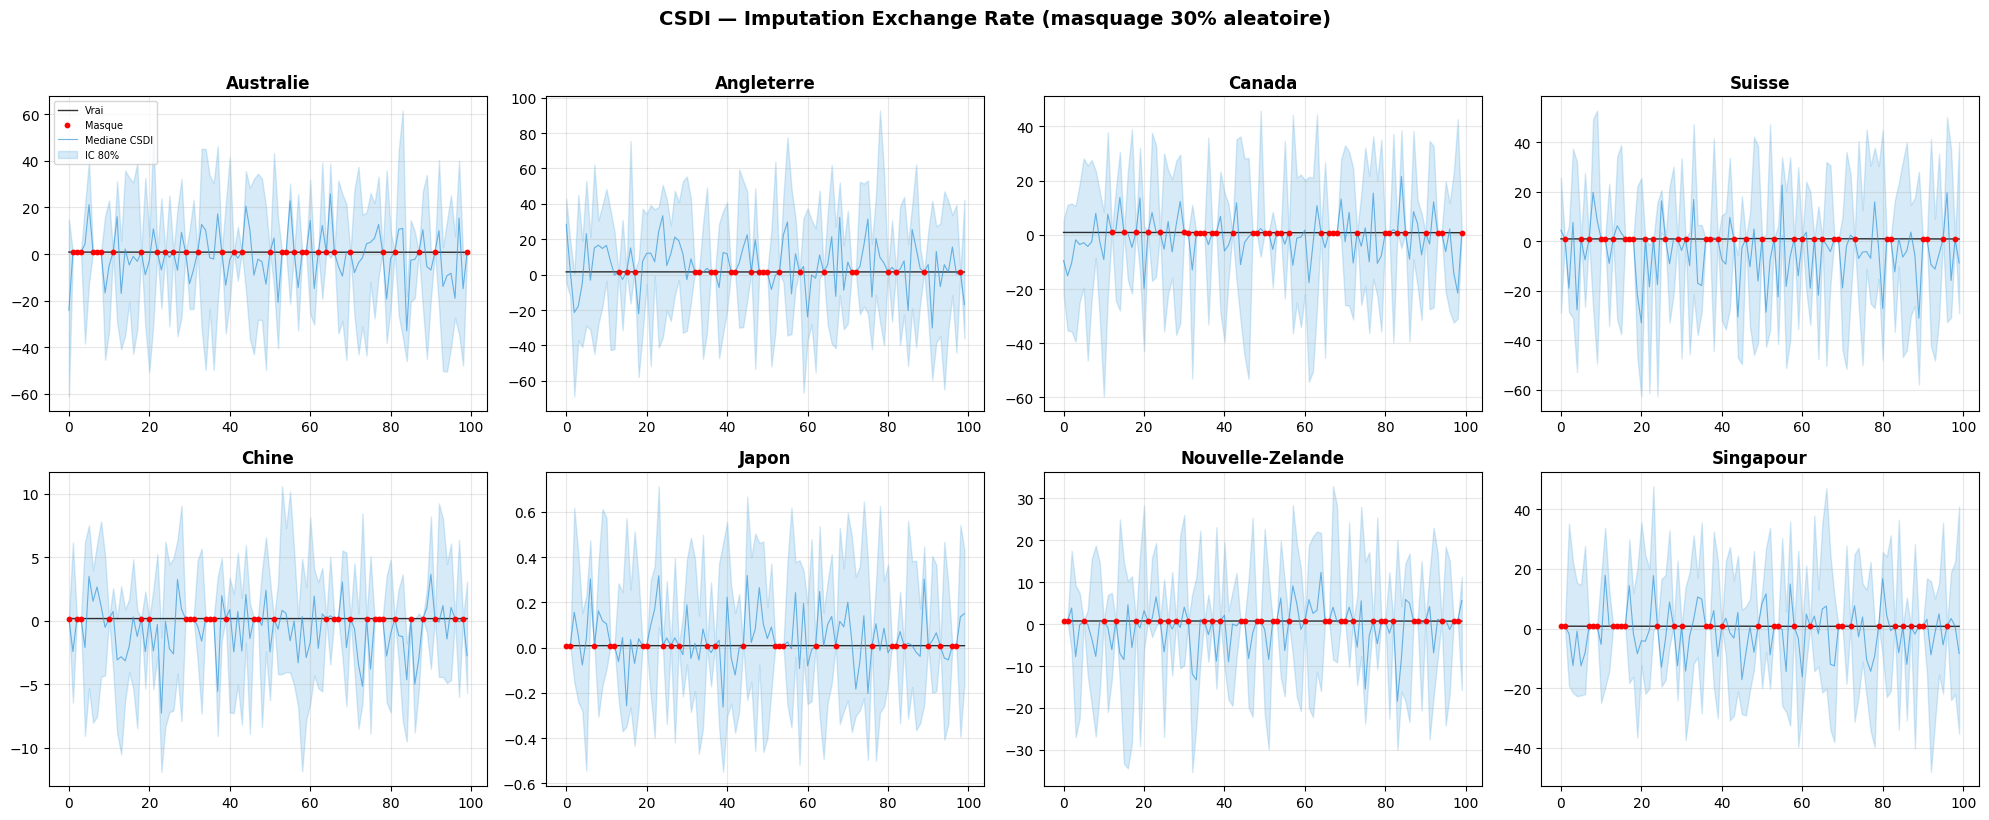 CSDI — Imputation Exchange Rate (masquage 30% aleatoire)
Australie
Angleterre
Canada
Suisse
Vrai
Masque
Mediane CSDI
IC 80%
60
40
20
0
−20
−40
−60
0 20 40 60 80 100
100
80
60
40
20
0
−20
−40
−60
0 20 40 60 80 100
40
20
0
−20
−40
−60
0 20 40 60 80 100
40
20
0
−20
−40
−60
0 20 40 60 80 100
Chine
Japon
Nouvelle-Zelande
Singapour
10
5
0
−5
−10
0 20 40 60 80 100
0.6
0.4
0.2
0.0
−0.2
−0.4
−0.6
0 20 40 60 80 100
30
20
10
0
−10
−20
−30
0 20 40 60 80 100
40
20
0
−20
−40
0 20 40 60 80 100